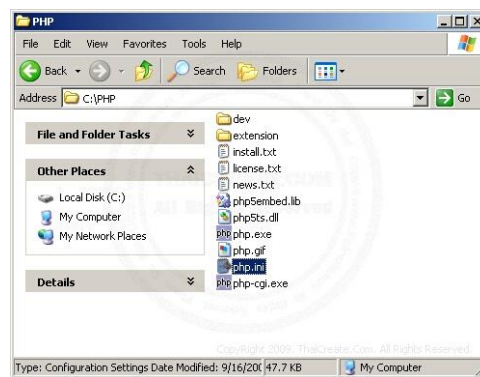 PHP
File Edit View Favorites Tools Help
Back Search Folders
Address C:\PHP Go
File and Folder Tasks
Other Places
Local Disk (C:)
My Computer
My Network Places
Details
dev
extension
install.txt
license.txt
news.txt
php5embed.lib
php5ts.dll
php.exe
php.gif
php.ini
php-cgi.exe
CopyRight 2009. ThaiCreate.Com. All Rights Reserved.
Type: Configuration Settings Date Modified: 9/16/200 47.7 KB My Computer